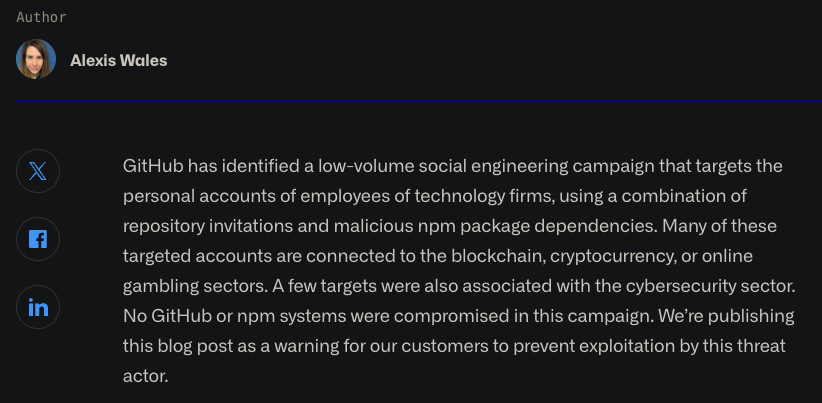 Author
Alexis Wales
GitHub has identified a low-volume social engineering campaign that targets the
personal accounts of employees of technology firms, using a combination of
repository invitations and malicious npm package dependencies. Many of these
targeted accounts are connected to the blockchain, cryptocurrency, or online
gambling sectors. A few targets were also associated with the cybersecurity sector.
No GitHub or npm systems were compromised in this campaign. We’re publishing
this blog post as a warning for our customers to prevent exploitation by this threat
actor.